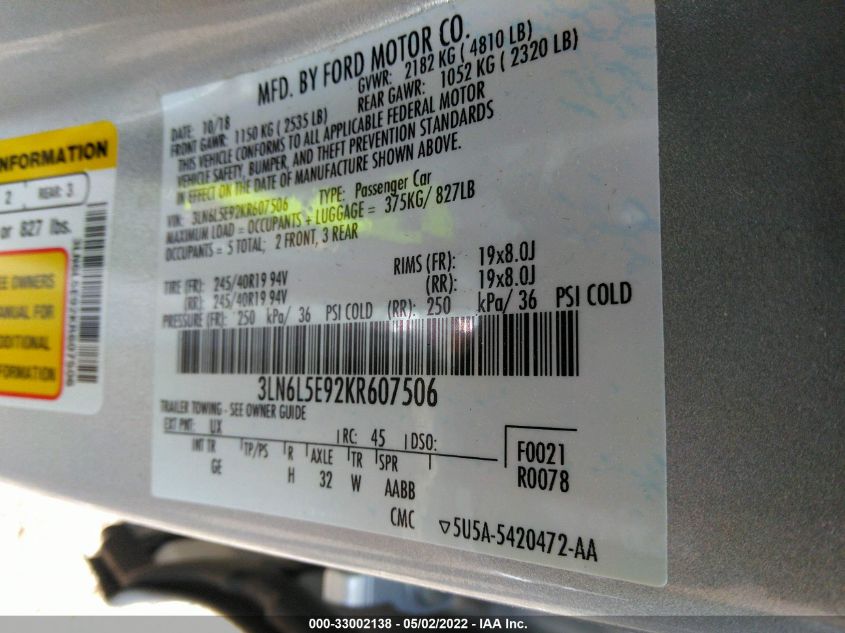 MFD. BY FORD MOTOR CO.
DATE: 10/18 GVWR: 2182 KG ( 4810 LB)
FRONT GAWR: 1150 KG ( 2535 LB) REAR GAWR: 1052 KG ( 2320 LB)
THIS VEHICLE CONFORMS TO ALL APPLICABLE FEDERAL MOTOR
VEHICLE SAFETY, BUMPER, AND THEFT PREVENTION STANDARDS
IN EFFECT ON THE DATE OF MANUFACTURE SHOWN ABOVE.
VIN: 3LN6L5E92KR607506 TYPE: Passenger Car
MAXIMUM LOAD = OCCUPANTS + LUGGAGE = 375KG/ 827LB
OCCUPANTS = 5 TOTAL; 2 FRONT, 3 REAR
TIRE (FR): 245/40R19 94V RIMS (FR): 19x8.0J
(RR): 245/40R19 94V (RR): 19x8.0J
PRESSURE (FR): 250 kPa/ 36 PSI COLD (RR): 250 kPa/ 36 PSI COLD
3LN6L5E92KR607506
TRAILER TOWING - SEE OWNER GUIDE
EXT PNT: UX RC: 45 DSO:
INT TR TP/PS R AXLE TR SPR
GE H 32 W AABB
CMC
F0021
R0078
▽5U5A-5420472-AA
INFORMATION
2 REAR: 3
or 827 lbs.
SEE OWNERS
MANUAL FOR
ADDITIONAL
INFORMATION
3LN6L5E92KR607506
000-33002138 - 05/02/2022 - IAA Inc.